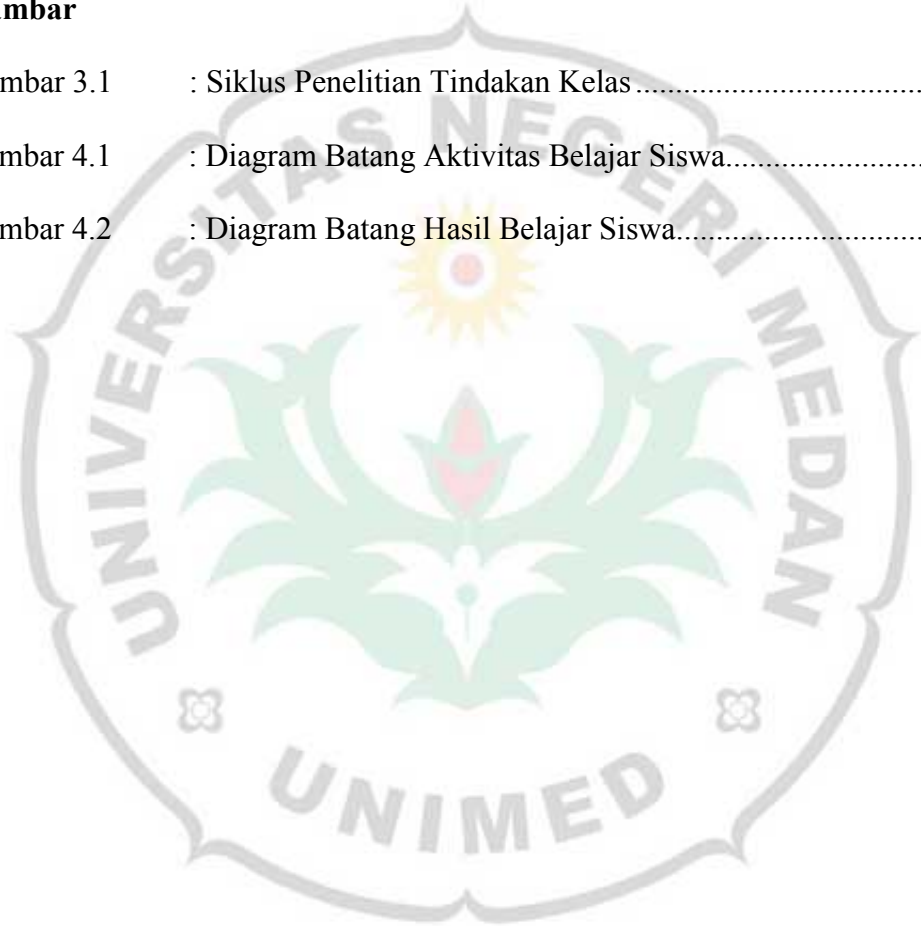 mbar
mbar 3.1 : Siklus Penelitian Tindakan Kelas....................................
mbar 4.1 : Diagram Batang Aktivitas Belajar Siswa.........................
mbar 4.2 : Diagram Batang Hasil Belajar Siswa...............................
UNIVERSITAS NEGERI MEDAN
UNIMED